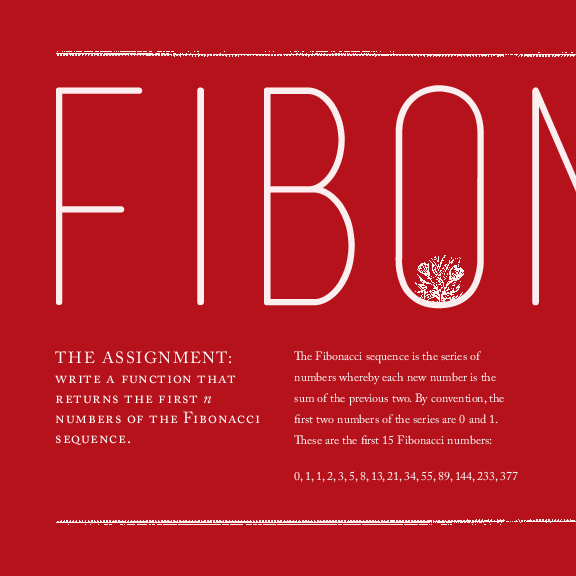 FIBON
THE ASSIGNMENT:
WRITE A FUNCTION THAT
RETURNS THE FIRST n
NUMBERS OF THE FIBONACCI
SEQUENCE.
The Fibonacci sequence is the series of
numbers whereby each new number is the
sum of the previous two. By convention, the
first two numbers of the series are 0 and 1.
These are the first 15 Fibonacci numbers:
0, 1, 1, 2, 3, 5, 8, 13, 21, 34, 55, 89, 144, 233, 377